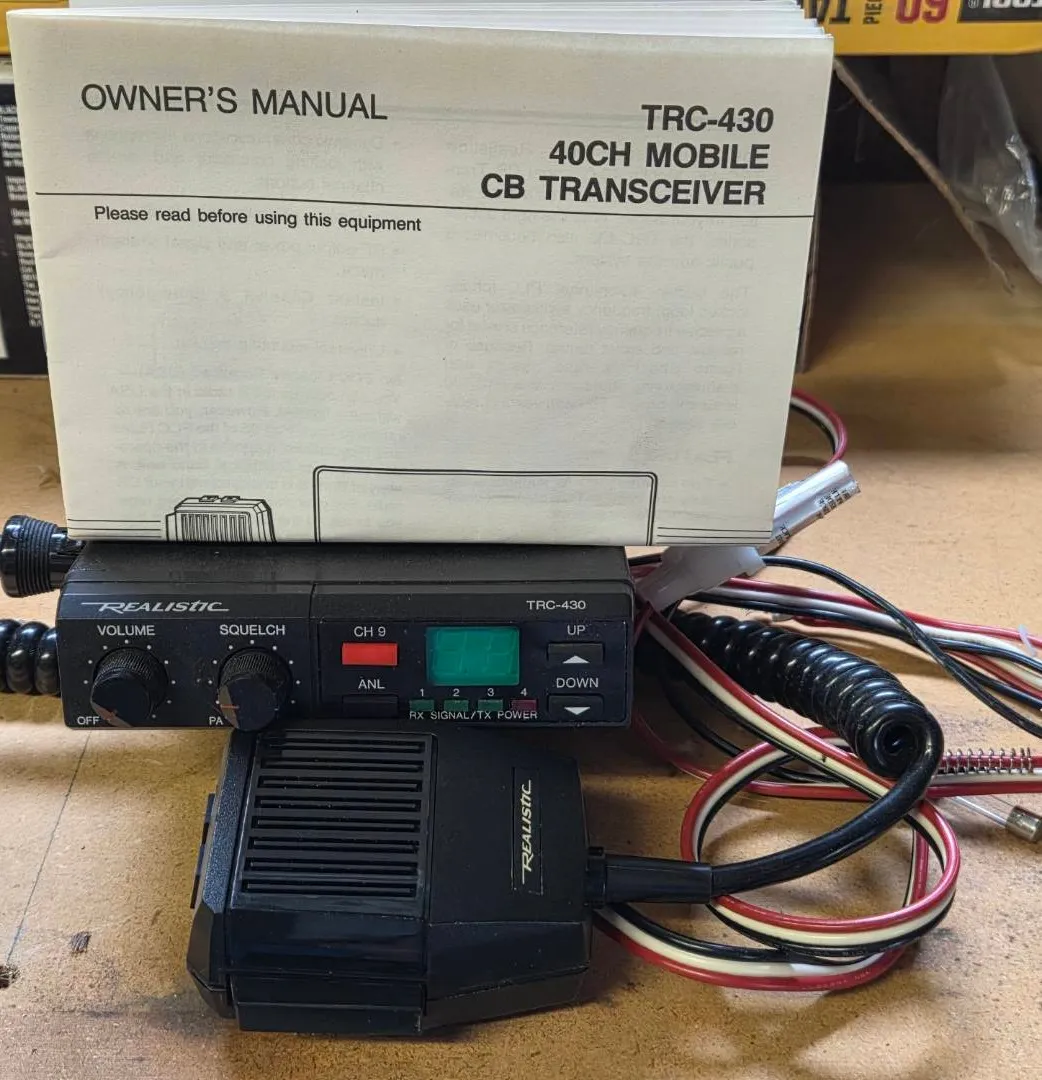 OWNER'S MANUAL
TRC-430
40CH MOBILE
CB TRANSCEIVER
Please read before using this equipment
REALISTIC
TRC-430
VOLUME
SQUELCH
CH 9
UP
ANL
DOWN
1 2 3 4
OFF
PA
RX SIGNAL/TX POWER
REALISTIC
60